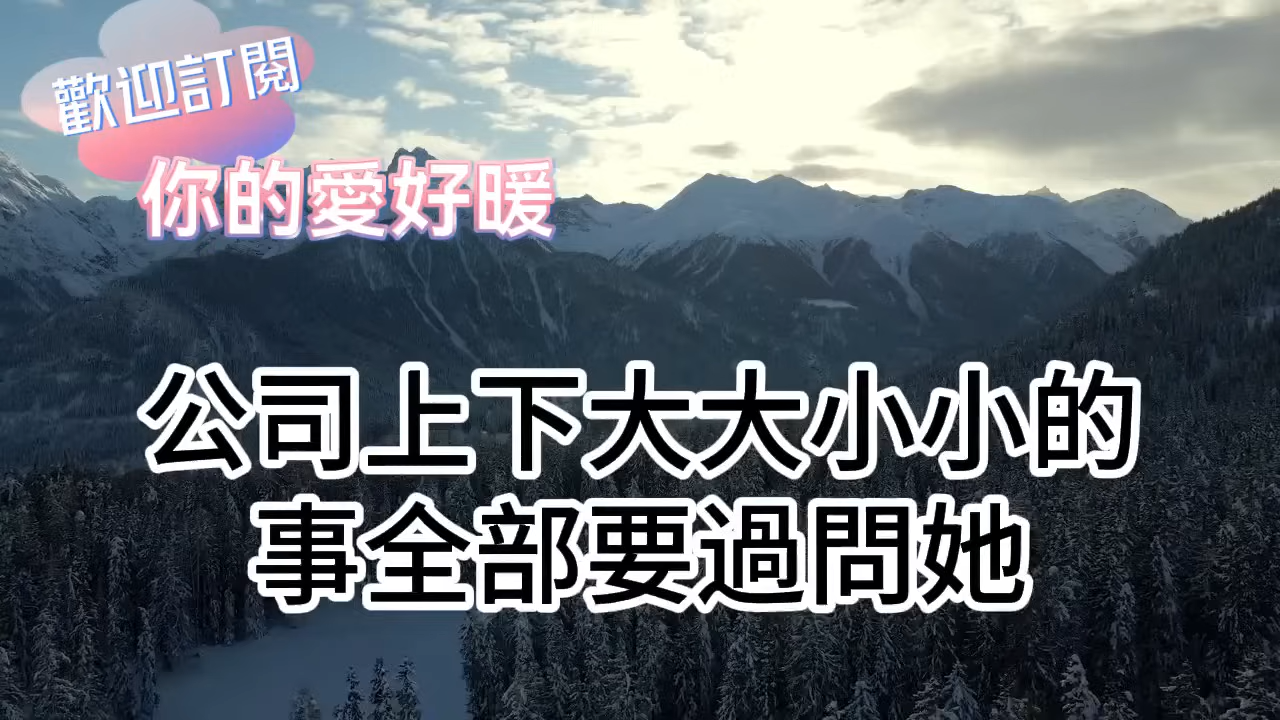 歡迎訂閱
你的愛好暖
公司上下大大小小的
事全部要過問她